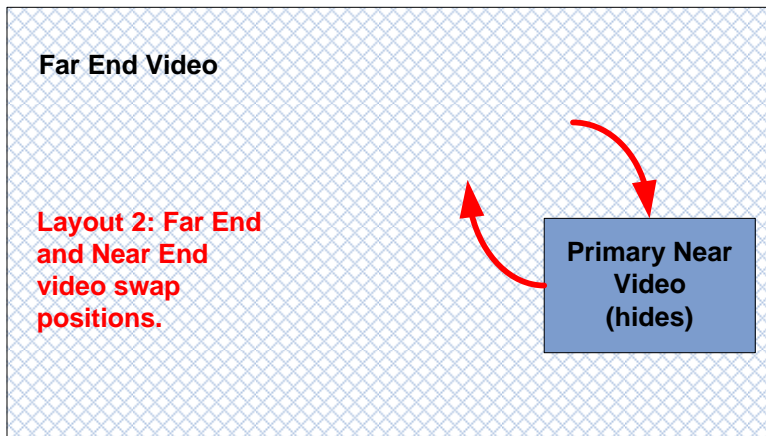 Far End Video
Layout 2: Far End
and Near End
video swap
positions.
Primary Near
Video
(hides)